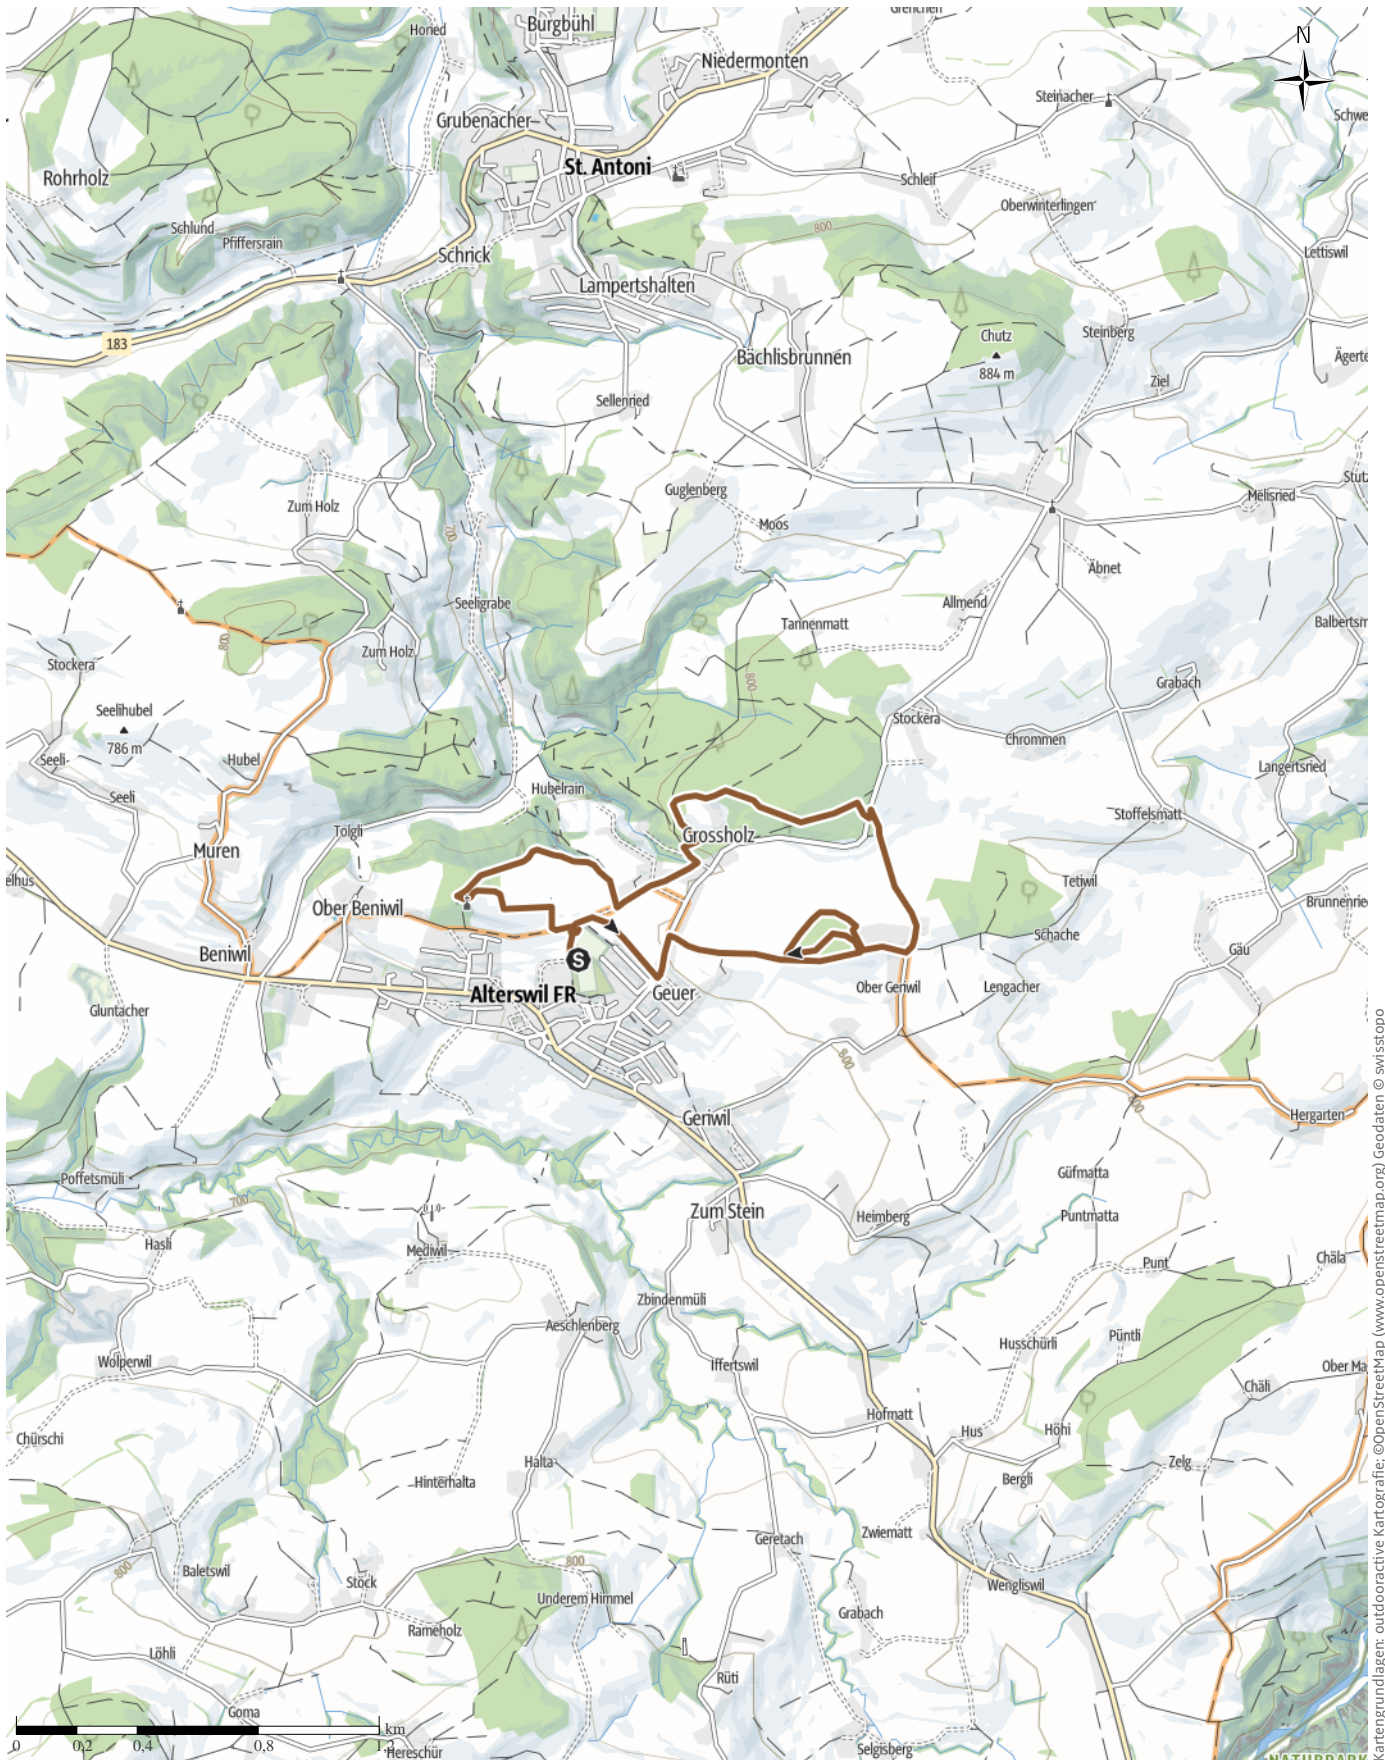 Honed
Burgbühl
Grenchen
N
Niedermonten
Steinacher
Schwe
Grubenacher
St. Antoni
Rohrholz
Schleif
Oberwinterlingen
Schlund
Pfiffersrain
800
Schrick
Lettiswil
Lampertshalten
183
Chutz
Steinberg
Bächlisbrunnen
Ägerte
884 m
Ziel
Sellenried
Guglenberg
Melisried
Stutz
Zum Holz
Moos
700
Äbnet
Seeligrabe
Allmend
Tannenmatt
Balbertsm
800
Zum Holz
Stockera
800
Grabach
Seelihubel
Stockera
786 m
Chrommen
Seeli
Hubel
Langertsried
Hubelrain
Seeli
Stoffelsmatt
Tolgli
Grossholz
Muren
elhus
Tetiwil
Ober Beniwil
Brunnenrie
Schache
Beniwil
Gäu
S
Alterswil FR
Geuer
Ober Geriwil
Lengacher
Gluntacher
800
800
Geriwil
Hergarten
Poffetsmüli
Güfmatta
700
Zum Stein
Heimberg
Puntmatta
Hasli
Mediwil
Punt
Chäla
Zbindenmüli
Aeschlenberg
Husschürli
Püntli
Wolperwil
Iffertswil
Ober Ma
Chäli
Hofmatt
Hus
Höhi
Chürschi
Halta
Zelg
Hinterhalta
Bergli
Zwiematt
Geretach
800
800
Baletswil
Stöck
Wengliswil
Underem Himmel
Grabach
Rameholz
Löhli
Rüti
Goma
km
0
0,2
0,4
0,8
Hereschür
Selgisberg
NATURPARK
artengrundlagen: outdooractive Kartografie; ©OpenStreetMap (www.openstreetmap.org) Geodaten © swisstopo